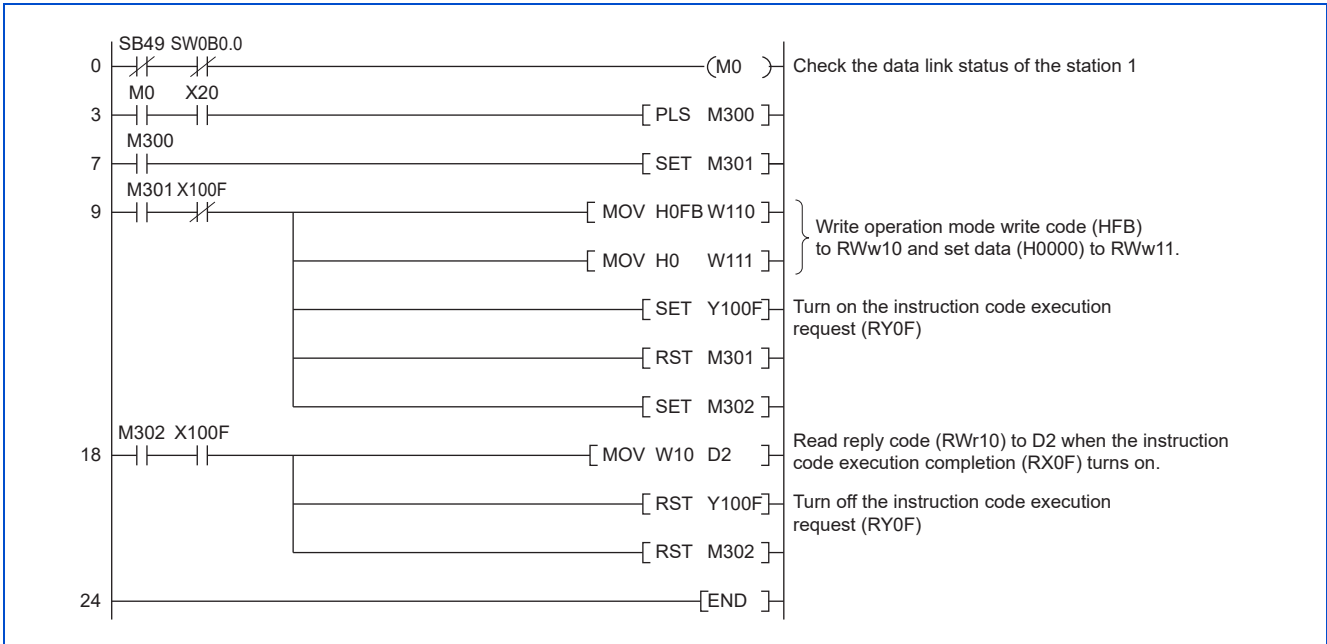 SB49 SW0B0.0
0 (M0 ) Check the data link status of the station 1
M0 X20
3 [ PLS M300 ]
M300
7 [ SET M301 ]
M301 X100F
9 [ MOV H0FB W110 ]
Write operation mode write code (HFB)
to RWw10 and set data (H0000) to RWw11.
[ MOV H0 W111 ]
[ SET Y100F ] Turn on the instruction code execution
request (RY0F)
[ RST M301 ]
[ SET M302 ]
M302 X100F
18 [ MOV W10 D2 ] Read reply code (RWr10) to D2 when the instruction
code execution completion (RX0F) turns on.
[ RST Y100F ] Turn off the instruction code execution
request (RY0F)
[ RST M302 ]
24 [END ]